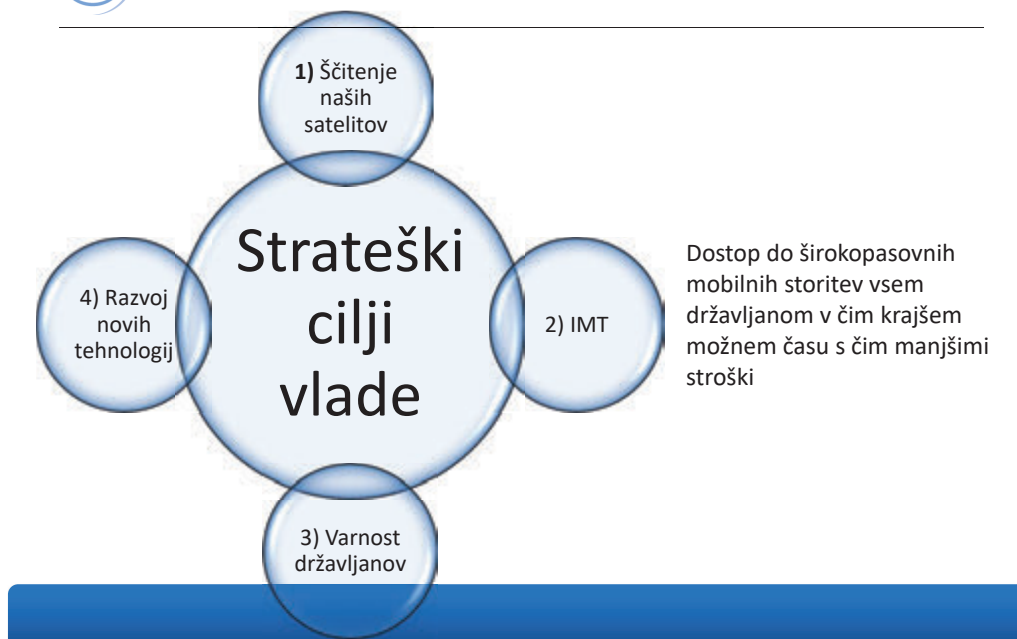 1) Ščitenje
naših
satelitov
Strateški
cilji
vlade
2) IMT
Dostop do širokopasovnih
mobilnih storitev vsem
državljanom v čim krajšem
možnem času s čim manjšimi
stroški
3) Varnost
državljanov
4) Razvoj
novih
tehnologij